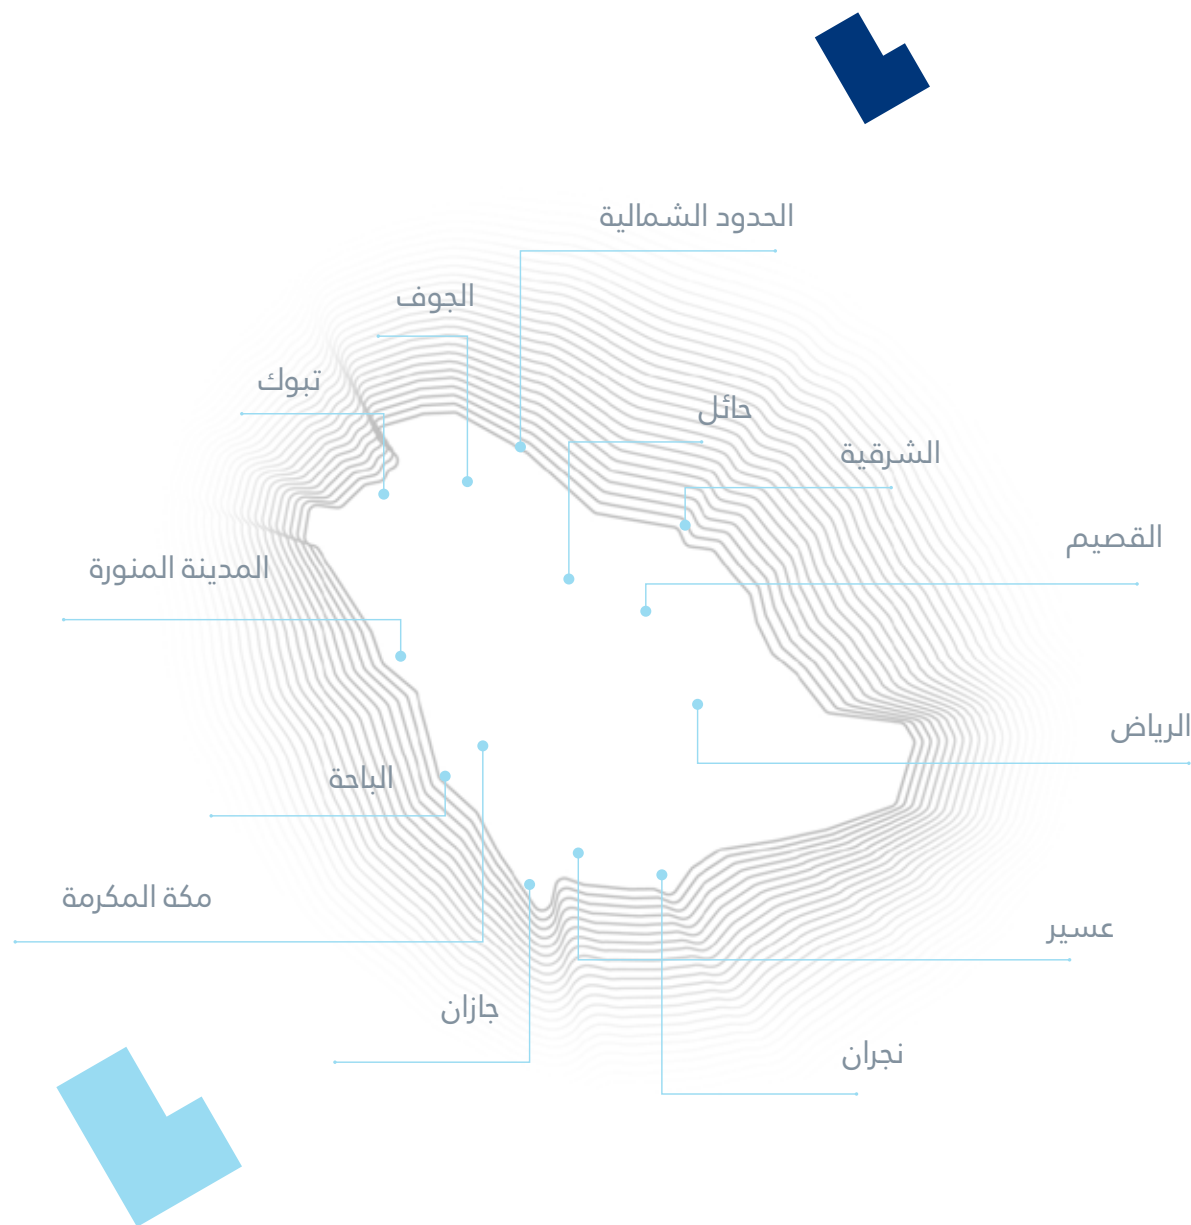 الحدود الشمالية
الجوف
تبوك
حائل
الشرقية
القصيم
المدينة المنورة
الرياض
الباحة
مكة المكرمة
عسير
جازان
نجران